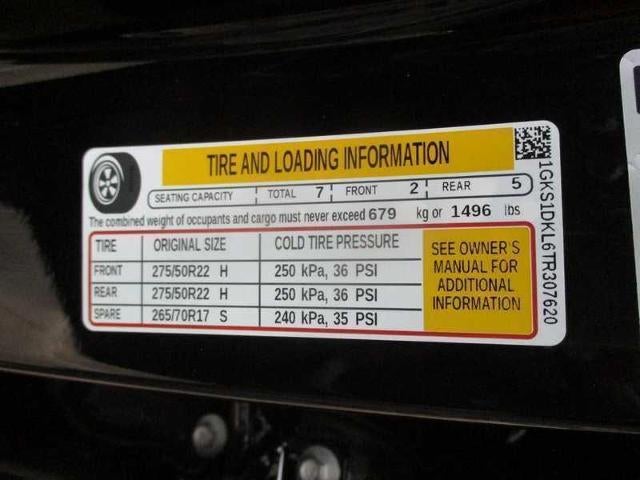 TIRE AND LOADING INFORMATION
SEATING CAPACITY TOTAL 7 FRONT 2 REAR 5
The combined weight of occupants and cargo must never exceed 679 kg or 1496 lbs
TIRE ORIGINAL SIZE COLD TIRE PRESSURE
FRONT 275/50R22 H 250 kPa, 36 PSI
REAR 275/50R22 H 250 kPa, 36 PSI
SPARE 265/70R17 S 240 kPa, 35 PSI
SEE OWNER'S
MANUAL FOR
ADDITIONAL
INFORMATION
1GKS1DKL6TR307620